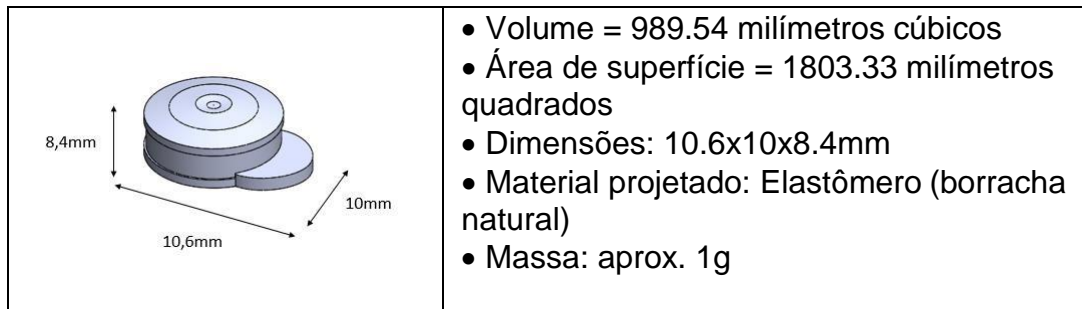 8,4mm
10mm
10,6mm
• Volume = 989.54 milímetros cúbicos
• Área de superfície = 1803.33 milímetros
quadrados
• Dimensões: 10.6x10x8.4mm
• Material projetado: Elastômero (borracha
natural)
• Massa: aprox. 1g